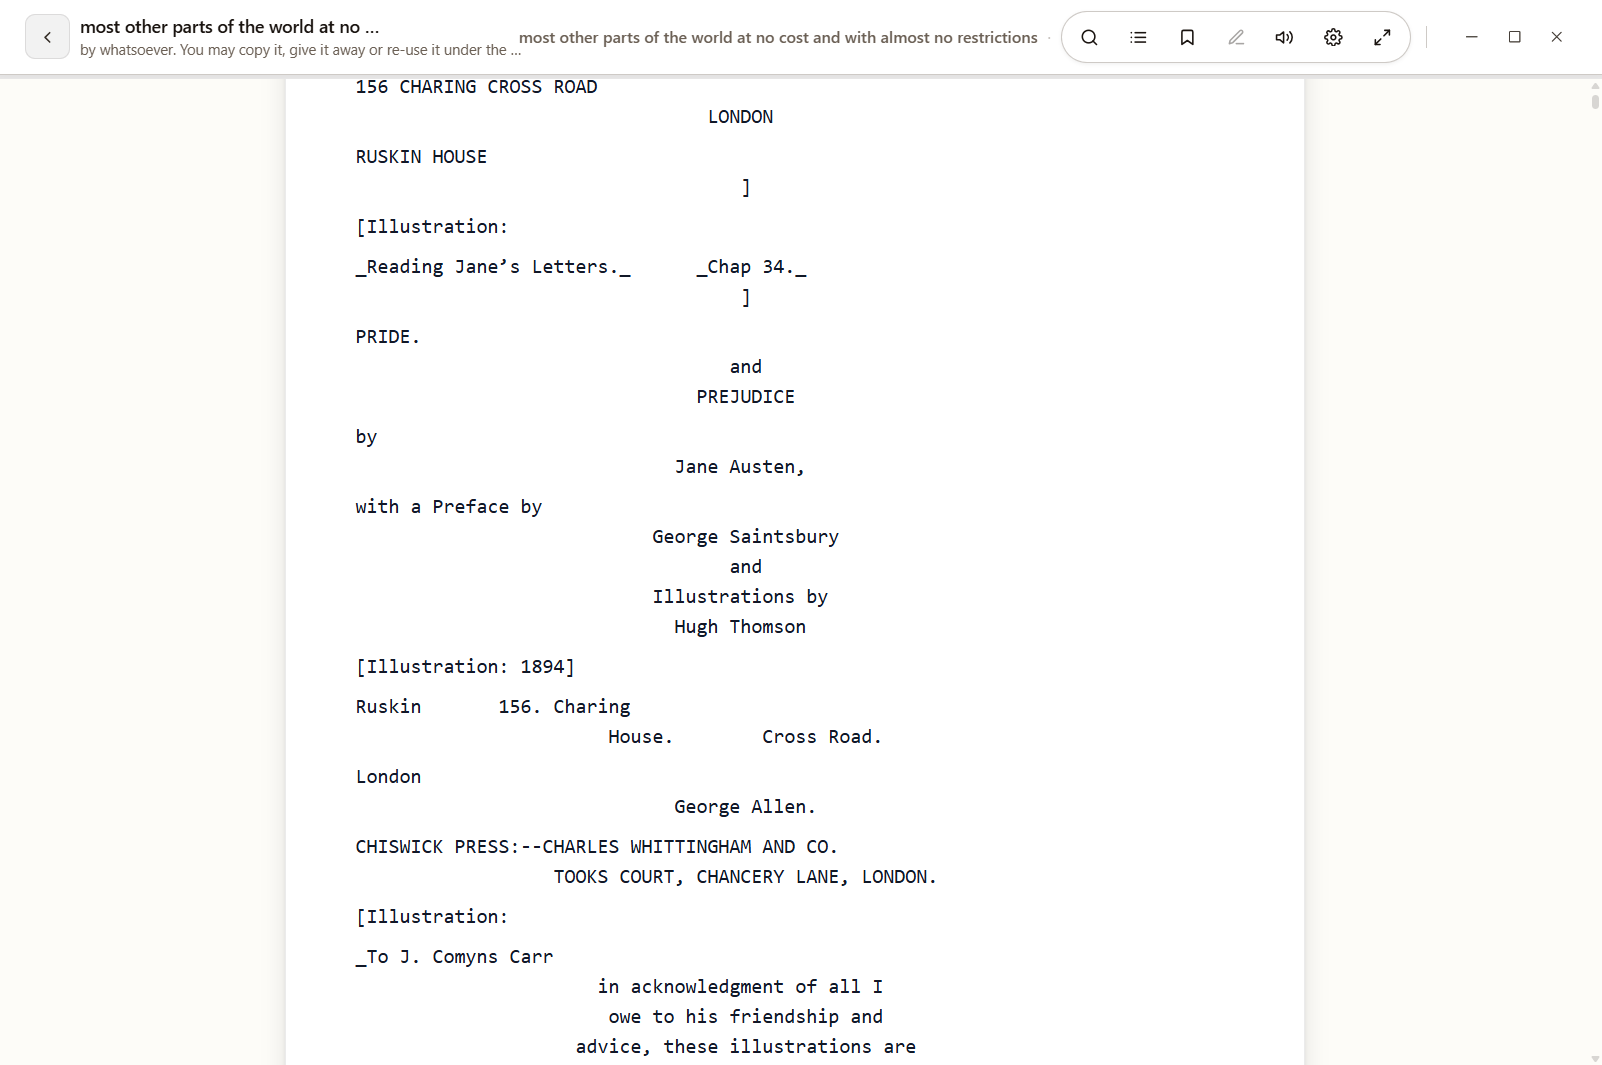 most other parts of the world at no ...
by whatsoever. You may copy it, give it away or re-use it under the ...
most other parts of the world at no cost and with almost no restrictions
156 CHARING CROSS ROAD
LONDON
RUSKIN HOUSE
]
[Illustration:
_Reading Jane’s Letters._ _Chap 34._
]
PRIDE.
and
PREJUDICE
by
Jane Austen,
with a Preface by
George Saintsbury
and
Illustrations by
Hugh Thomson
[Illustration: 1894]
Ruskin 156. Charing
House. Cross Road.
London
George Allen.
CHISWICK PRESS:--CHARLES WHITTINGHAM AND CO.
TOOKS COURT, CHANCERY LANE, LONDON.
[Illustration:
_To J. Comyns Carr
in acknowledgment of all I
owe to his friendship and
advice, these illustrations are